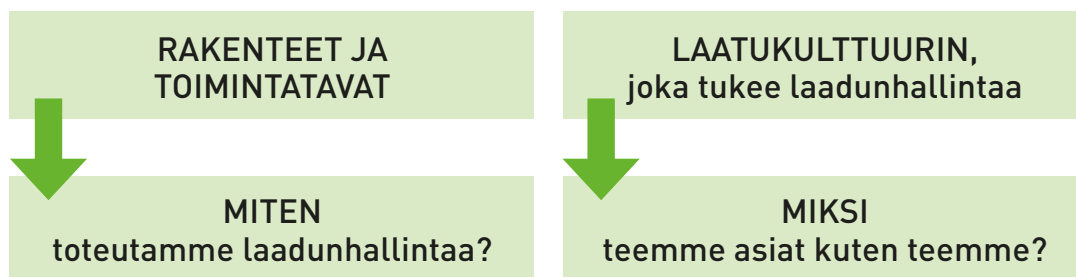 RAKENTEET JA
TOIMINTATAVAT
LAATUKULTTUURIN,
joka tukee laadunhallintaa
MITEN
toteutamme laadunhallintaa?
MIKSI
teemme asiat kuten teemme?